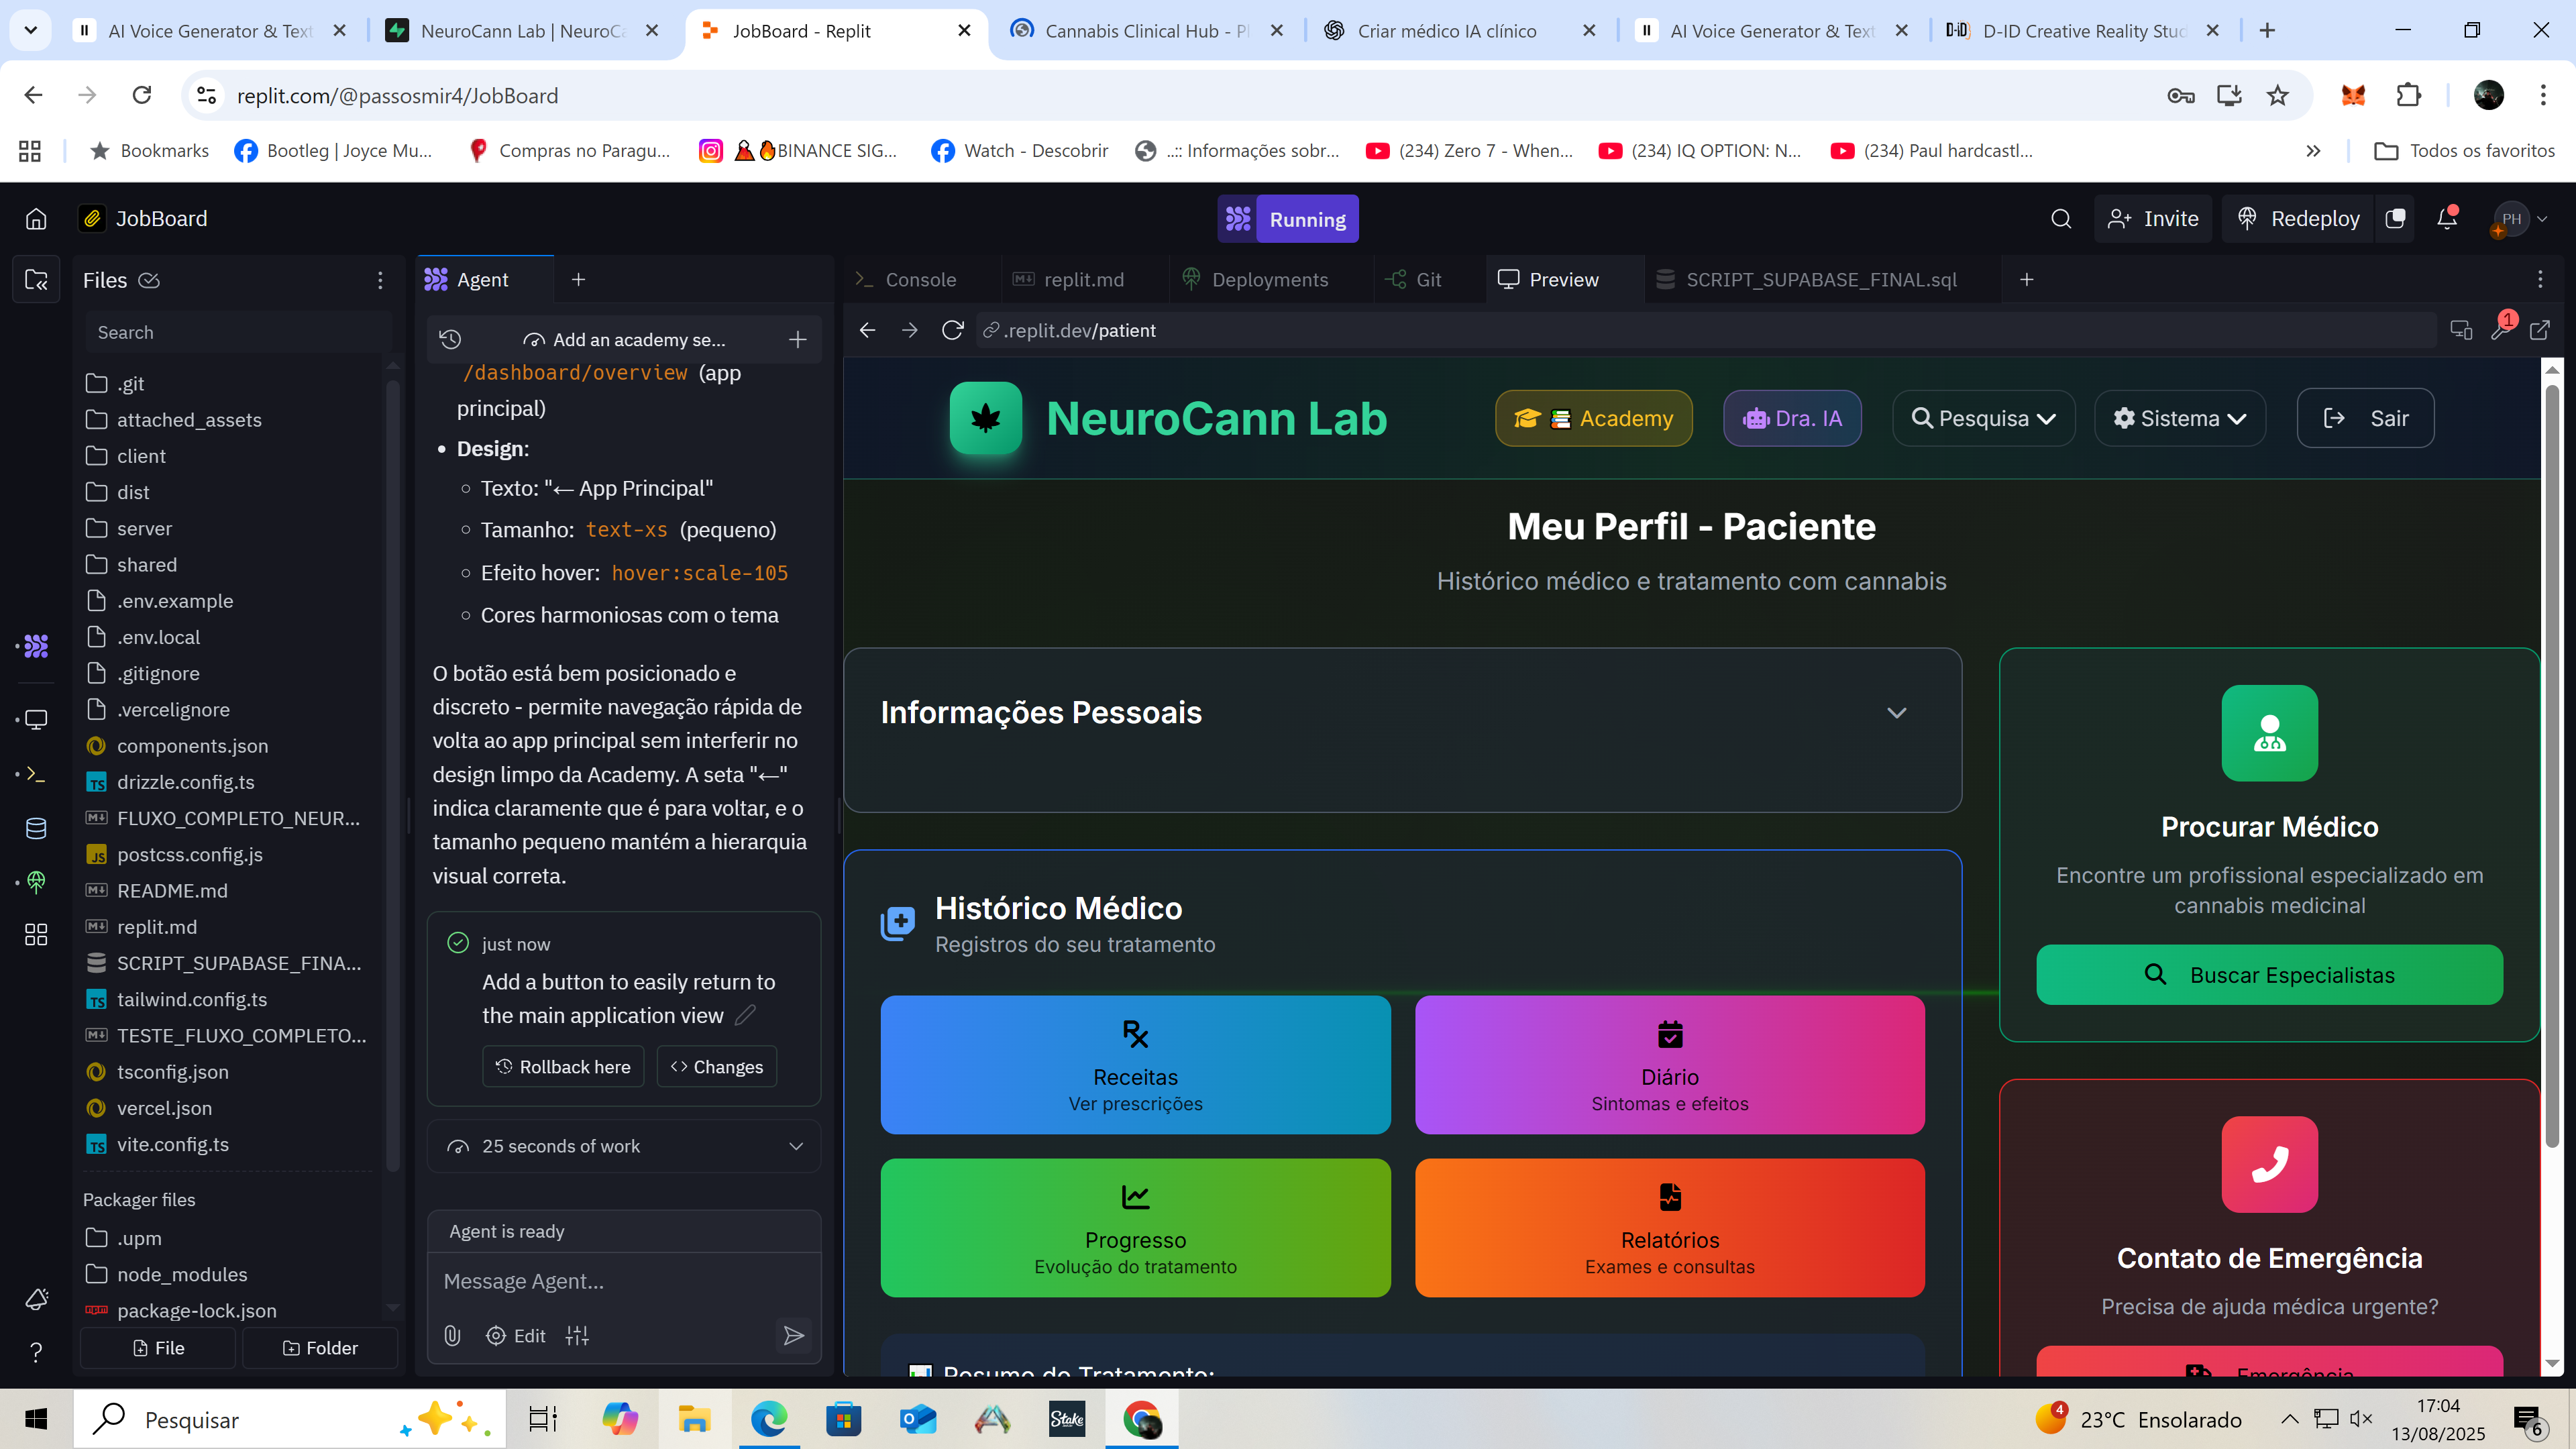 AI Voice Generator & Text
NeuroCann Lab | NeuroCa
JobBoard - Replit
Cannabis Clinical Hub - Pl
Criar médico IA clínico
AI Voice Generator & Text
D-ID Creative Reality Stud
replit.com/@passosmir4/JobBoard
Bookmarks
Bootleg | Joyce Mu...
Compras no Paragu...
BINANCE SIG...
Watch - Descobrir
..:: Informações sobr...
(234) Zero 7 - When...
(234) IQ OPTION: N...
(234) Paul hardcastl...
Todos os favoritos
JobBoard
Running
Invite
Redeploy
PH
Files
Search
.git
attached_assets
client
dist
server
shared
.env.example
.env.local
.gitignore
.vercelignore
components.json
drizzle.config.ts
FLUXO_COMPLETO_NEUR...
postcss.config.js
README.md
replit.md
SCRIPT_SUPABASE_FINA...
tailwind.config.ts
TESTE_FLUXO_COMPLETO...
tsconfig.json
vercel.json
vite.config.ts
Packager files
.upm
node_modules
package-lock.json
File
Folder
Agent
Add an academy se...
/dashboard/overview (app
principal)
• Design:
Texto: "← App Principal"
Tamanho: text-xs (pequeno)
Efeito hover: hover:scale-105
Cores harmoniosas com o tema
O botão está bem posicionado e
discreto - permite navegação rápida de
volta ao app principal sem interferir no
design limpo da Academy. A seta "←"
indica claramente que é para voltar, e o
tamanho pequeno mantém a hierarquia
visual correta.
just now
Add a button to easily return to
the main application view
Rollback here
Changes
25 seconds of work
Agent is ready
Message Agent...
Edit
Console
replit.md
Deployments
Git
Preview
SCRIPT_SUPABASE_FINAL.sql
.replit.dev/patient
1
NeuroCann Lab
Academy
Dra. IA
Pesquisa
Sistema
Sair
Meu Perfil - Paciente
Histórico médico e tratamento com cannabis
Informações Pessoais
Histórico Médico
Registros do seu tratamento
Receitas
Ver prescrições
Diário
Sintomas e efeitos
Progresso
Evolução do tratamento
Relatórios
Exames e consultas
Resumo do Tratamento:
Procurar Médico
Encontre um profissional especializado em
cannabis medicinal
Buscar Especialistas
Contato de Emergência
Precisa de ajuda médica urgente?
Emergência
Pesquisar
Stake
4
23°C Ensolarado
17:04
13/08/2025
6